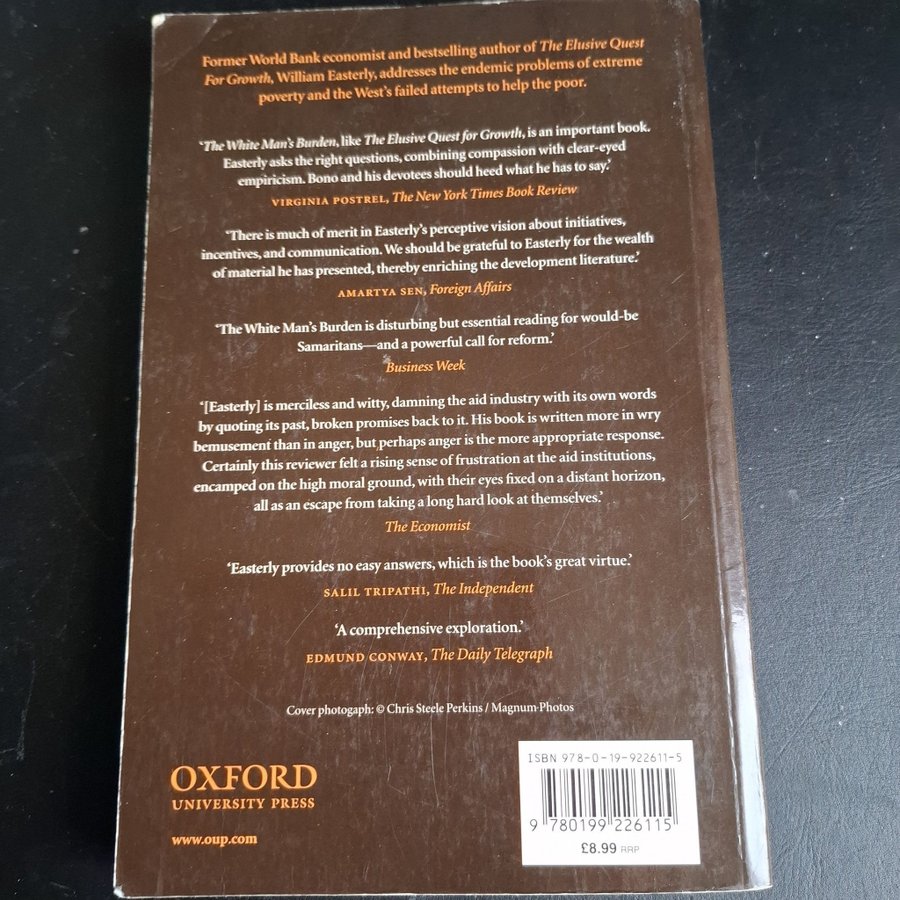 Former World Bank economist and bestselling author of The Elusive Quest
For Growth, William Easterly, addresses the endemic problems of extreme
poverty and the West's failed attempts to help the poor.
'The White Man's Burden, like The Elusive Quest for Growth, is an important book.
Easterly asks the right questions, combining compassion with clear-eyed
empiricism. Bono and his devotees should heed what he has to say.'
VIRGINIA POSTREL, The New York Times Book Review
'There is much of merit in Easterly's perceptive vision about initiatives,
incentives, and communication. We should be grateful to Easterly for the wealth
of material he has presented, thereby enriching the development literature.'
AMARTYA SEN, Foreign Affairs
'The White Man's Burden is disturbing but essential reading for would-be
Samaritans—and a powerful call for reform.'
Business Week
'[Easterly] is merciless and witty, damning the aid industry with its own words
by quoting its past, broken promises back to it. His book is written more in wry
bemusement than in anger, but perhaps anger is the more appropriate response.
Certainly this reviewer felt a rising sense of frustration at the aid institutions,
encamped on the high moral ground, with their eyes fixed on a distant horizon,
all as an escape from taking a long hard look at themselves.'
The Economist
'Easterly provides no easy answers, which is the book's great virtue.'
SALIL TRIPATHI, The Independent
'A comprehensive exploration.'
EDMUND CONWAY, The Daily Telegraph
Cover photogaph: © Chris Steele Perkins / Magnum Photos
OXFORD
UNIVERSITY PRESS
www.oup.com
ISBN 978-0-19-922611-5
9 780199 226115
£8.99 RRP